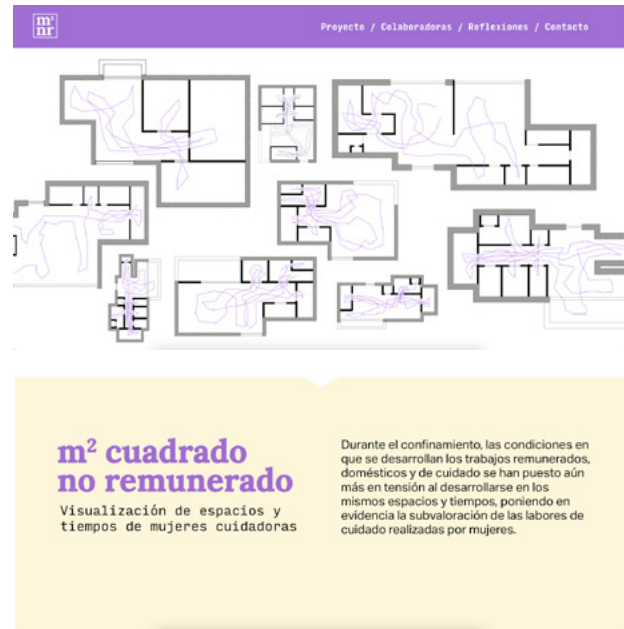 m²
nr
Proyecto / Colaboradoras / Reflexiones / Contacto
m² cuadrado
no remunerado
Visualización de espacios y
tiempos de mujeres cuidadoras
Durante el confinamiento, las condiciones en
que se desarrollan los trabajos remunerados,
domésticos y de cuidado se han puesto aún
más en tensión al desarrollarse en los
mismos espacios y tiempos, poniendo en
evidencia la subvaloración de las labores de
cuidado realizadas por mujeres.